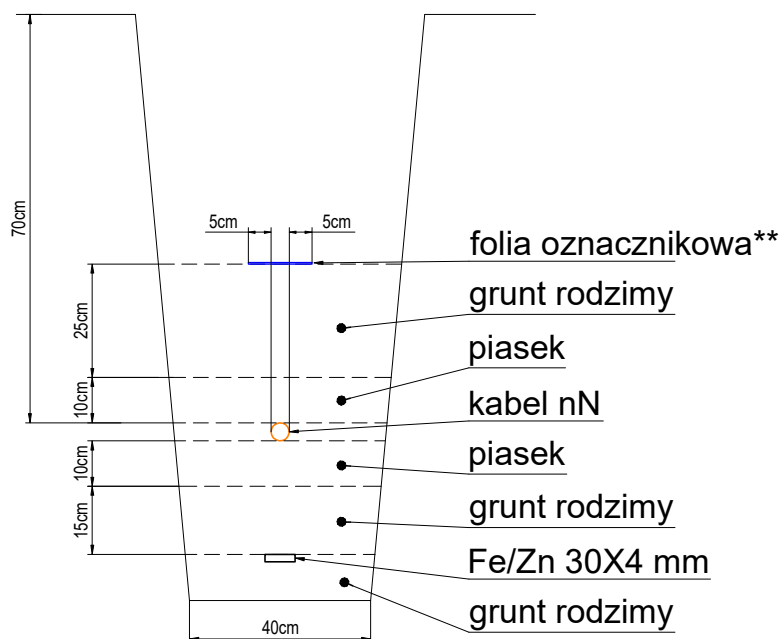 70cm
5cm
5cm
folia oznacznikowa**
25cm
grunt rodzimy
piasek
10cm
kabel nN
10cm
piasek
15cm
grunt rodzimy
Fe/Zn 30X4 mm
grunt rodzimy
40cm